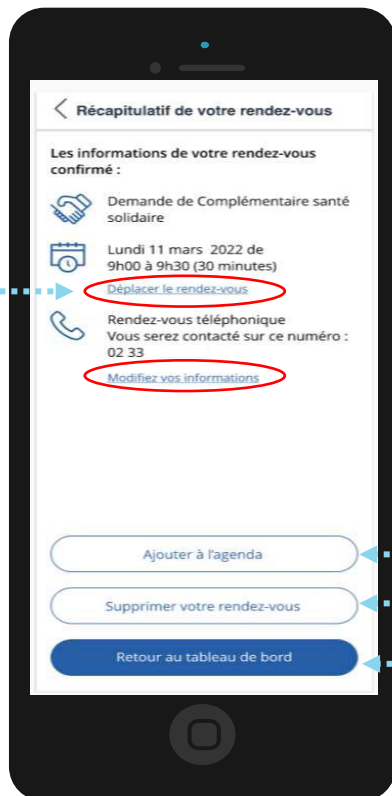 Récapitulatif de votre rendez-vous
Les informations de votre rendez-vous
confirmé :
Demande de Complémentaire santé
solidaire
Lundi 11 mars 2022 de
9h00 à 9h30 (30 minutes)
Déplacer le rendez-vous
Rendez-vous téléphonique
Vous serez contacté sur ce numéro :
02 33
Modifiez vos informations
Ajouter à l'agenda
Supprimer votre rendez-vous
Retour au tableau de bord